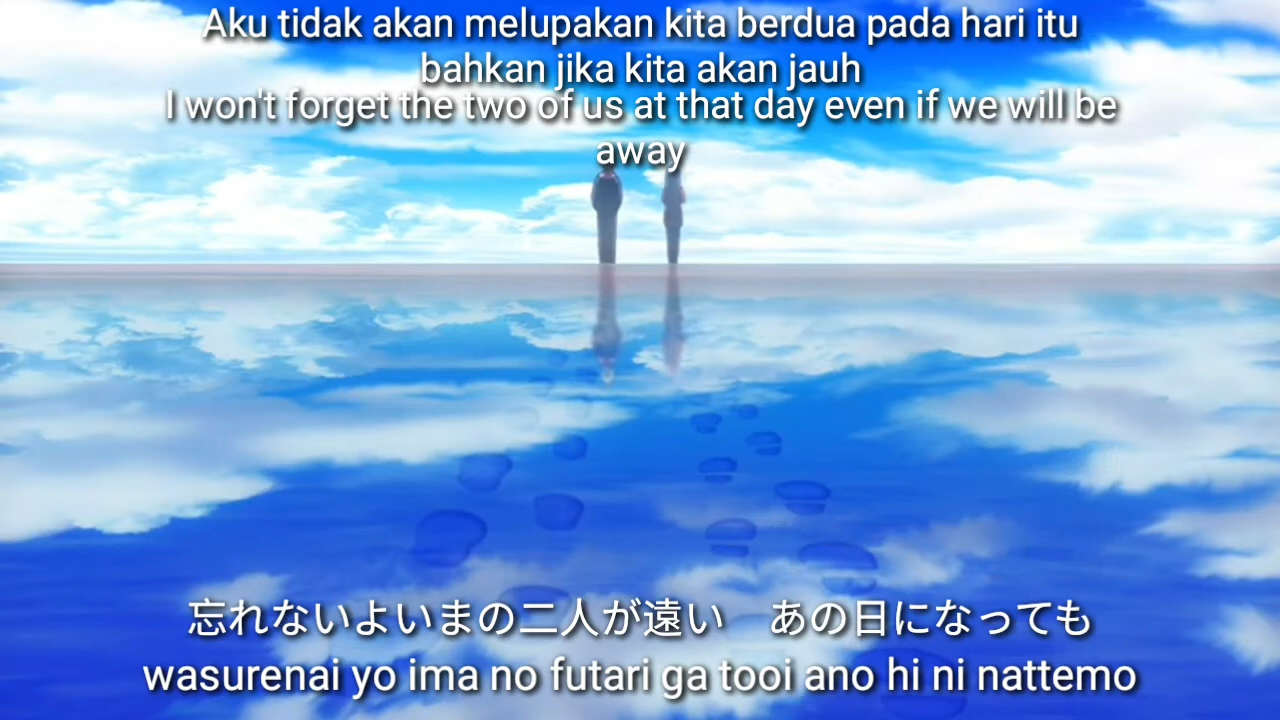 Aku tidak akan melupakan kita berdua pada hari itu
bahkan jika kita akan jauh
I won't forget the two of us at that day even if we will be
away
忘れないよいまの二人が遠い　あの日になっても
wasurenai yo ima no futari ga tooi ano hi ni nattemo